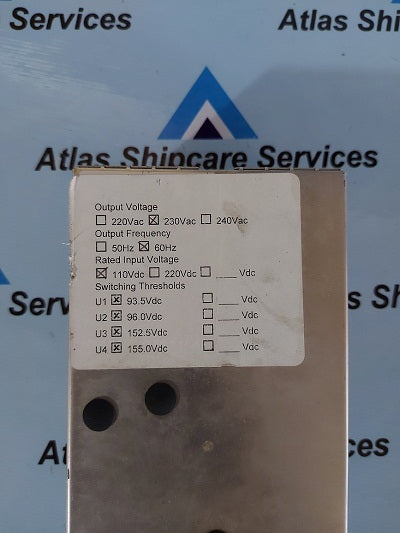 Services
Atlas Shi
Atlas Shipcare Services
Output Voltage
☐ 220Vac ☒ 230Vac ☐ 240Vac
Output Frequency
☐ 50Hz ☒ 60Hz
Rated Input Voltage
☒ 110Vdc ☐ 220Vdc ☐ ____ Vdc
Switching Thresholds
U1 ☒ 93.5Vdc ☐ ____ Vdc
U2 ☒ 96.0Vdc ☐ ____ Vdc
U3 ☒ 152.5Vdc ☐ ____ Vdc
U4 ☒ 155.0Vdc ☐ ____ Vdc
Serv
At
ces